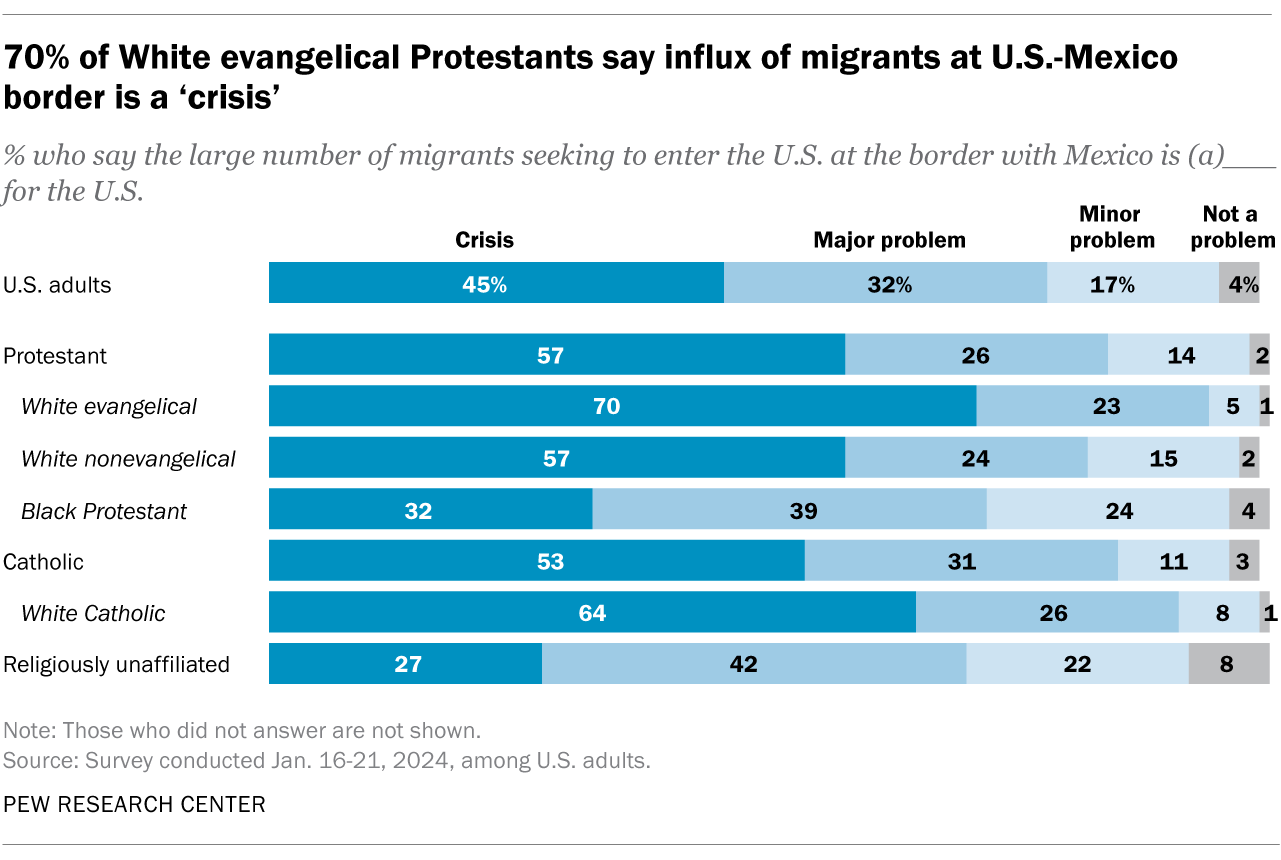 70% of White evangelical Protestants say influx of migrants at U.S.-Mexico
border is a ‘crisis’
% who say the large number of migrants seeking to enter the U.S. at the border with Mexico is (a)___
for the U.S.
Crisis Major problem Minor problem Not a problem
U.S. adults 45% 32% 17% 4%
Protestant 57 26 14 2
White evangelical 70 23 5 1
White nonevangelical 57 24 15 2
Black Protestant 32 39 24 4
Catholic 53 31 11 3
White Catholic 64 26 8 1
Religiously unaffiliated 27 42 22 8
Note: Those who did not answer are not shown.
Source: Survey conducted Jan. 16-21, 2024, among U.S. adults.
PEW RESEARCH CENTER